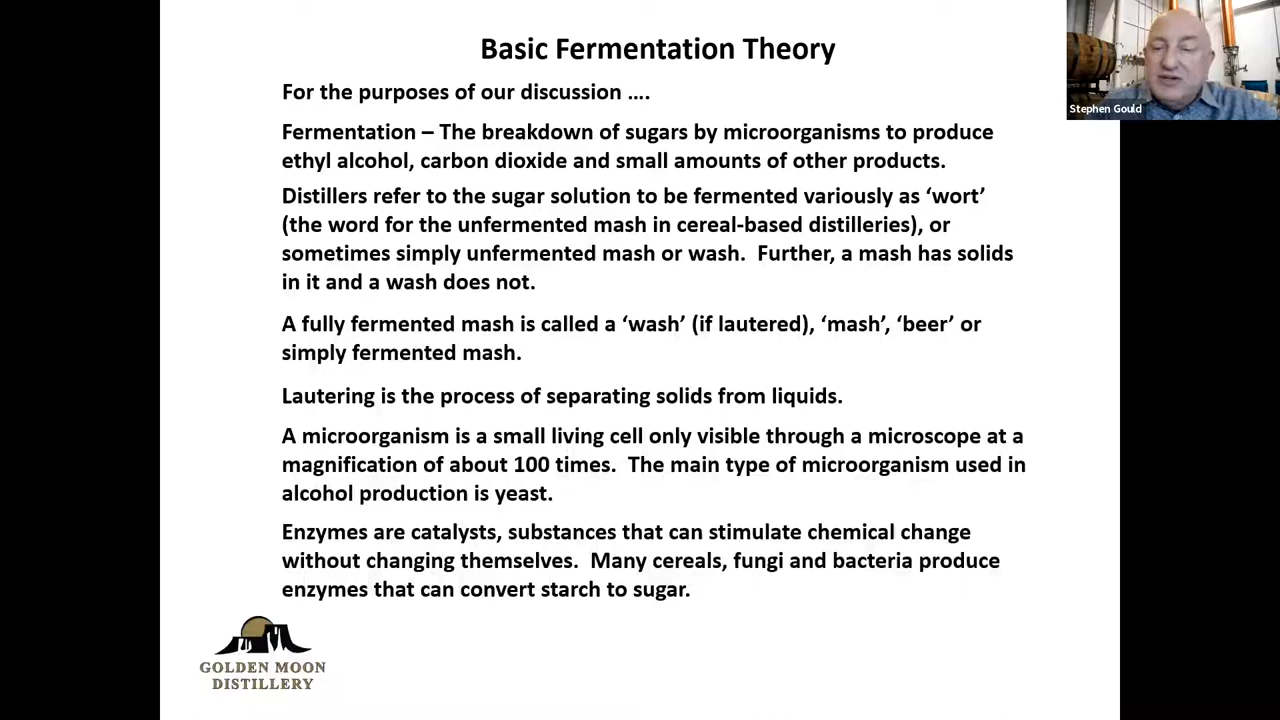 Basic Fermentation Theory
For the purposes of our discussion ....
Fermentation – The breakdown of sugars by microorganisms to produce
ethyl alcohol, carbon dioxide and small amounts of other products.
Distillers refer to the sugar solution to be fermented variously as ‘wort’
(the word for the unfermented mash in cereal-based distilleries), or
sometimes simply unfermented mash or wash.  Further, a mash has solids
in it and a wash does not.
A fully fermented mash is called a ‘wash’ (if lautered), ‘mash’, ‘beer’ or
simply fermented mash.
Lautering is the process of separating solids from liquids.
A microorganism is a small living cell only visible through a microscope at a
magnification of about 100 times.  The main type of microorganism used in
alcohol production is yeast.
Enzymes are catalysts, substances that can stimulate chemical change
without changing themselves.  Many cereals, fungi and bacteria produce
enzymes that can convert starch to sugar.
GOLDEN MOON
DISTILLERY
Stephen Gould